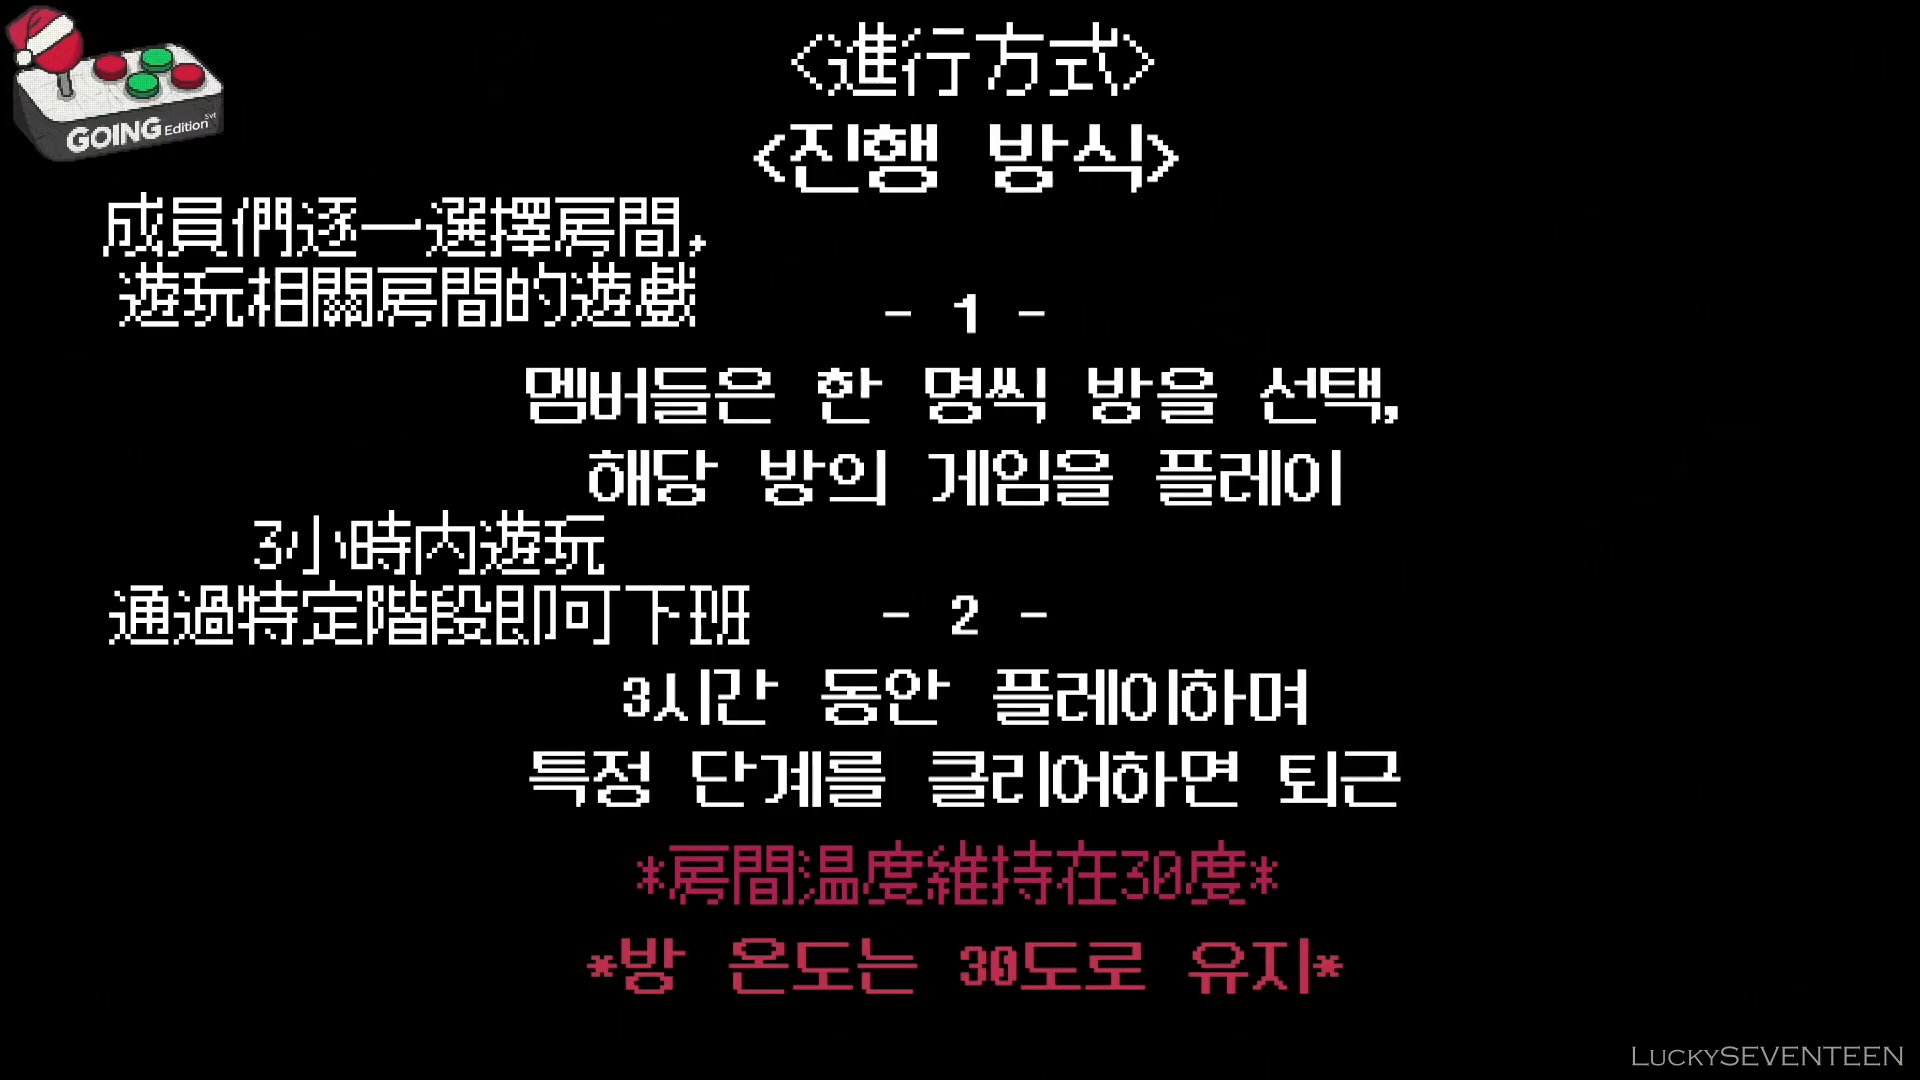 GOING Edition Svt
<進行方式>
<진행 방식>
成員們逐一選擇房間,
遊玩相關房間的遊戲
- 1 -
멤버들은 한 명씩 방을 선택,
해당 방의 게임을 플레이
3小時內遊玩
通過特定階段即可下班
- 2 -
3시간 동안 플레이하며
특정 단계를 클리어하면 퇴근
*房間温度維持在30度*
*방 온도는 30도로 유지*
LuckySEVENTEEN